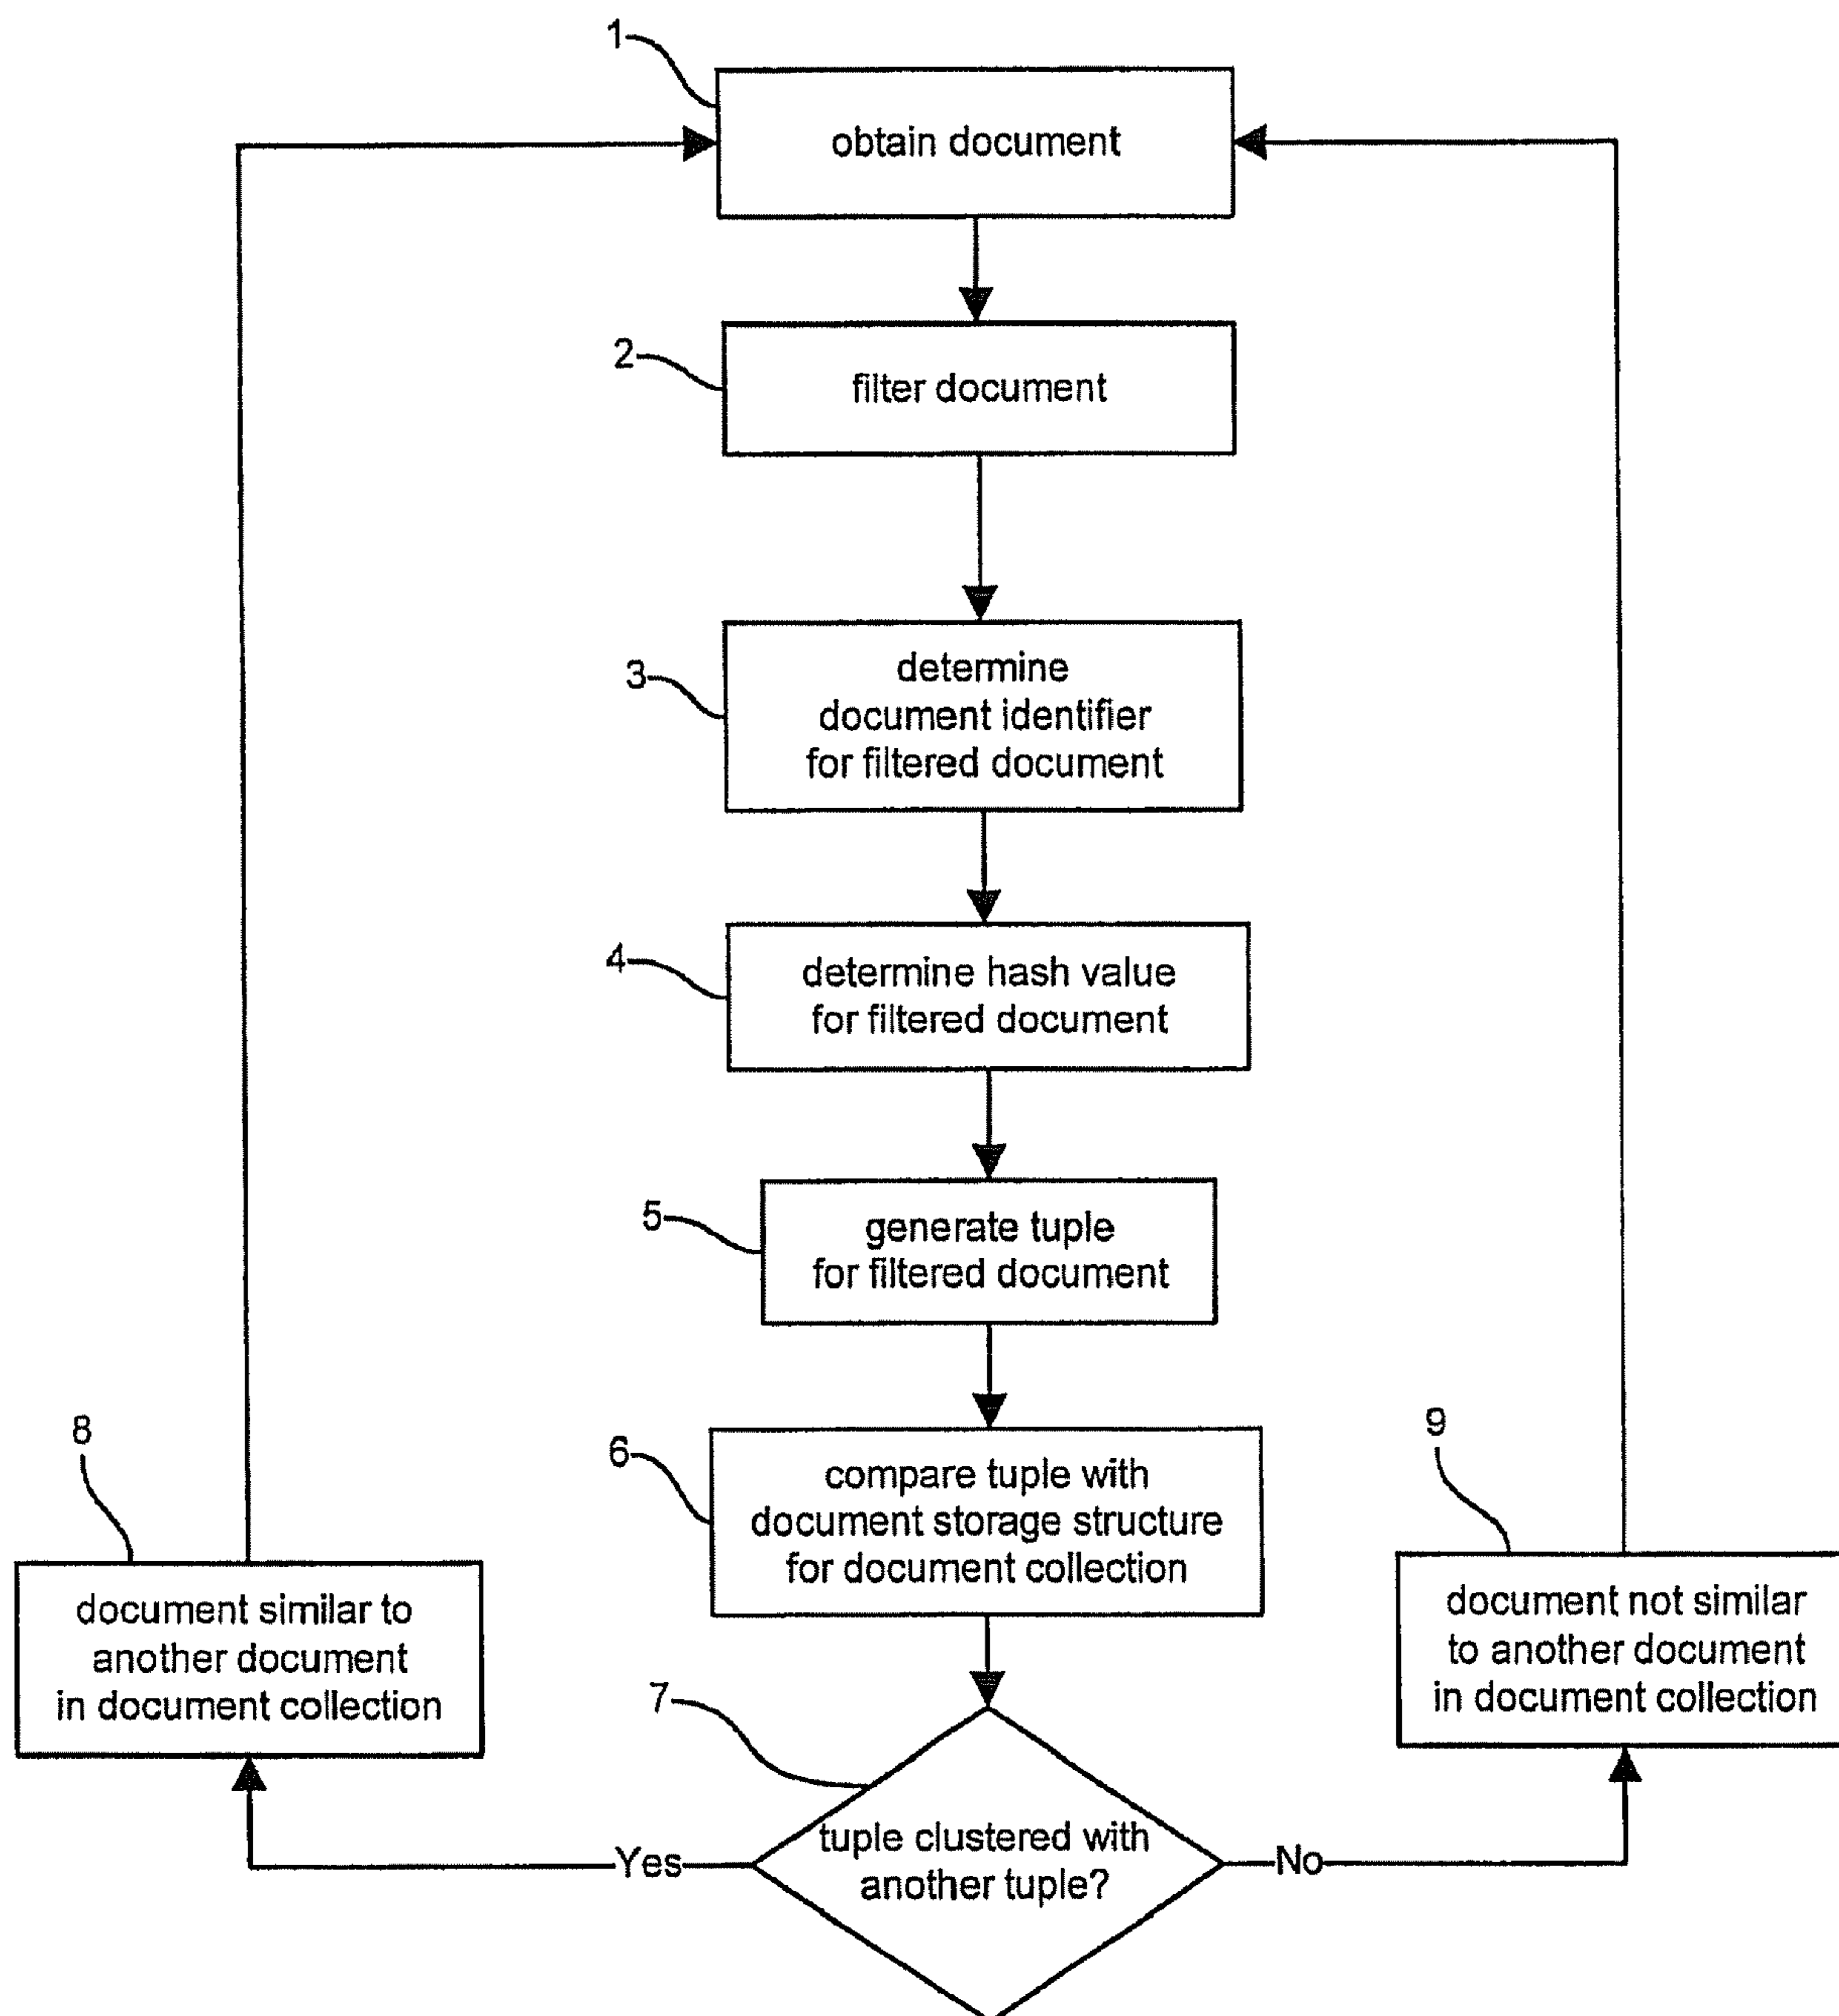 1
obtain document
2
filter document
3
determine
document identifier
for filtered document
4
determine hash value
for filtered document
5
generate tuple
for filtered document
6
compare tuple with
document storage structure
for document collection
7
tuple clustered with
another tuple?
Yes
No
8
document similar to
another document
in document collection
9
document not similar
to another document
in document collection